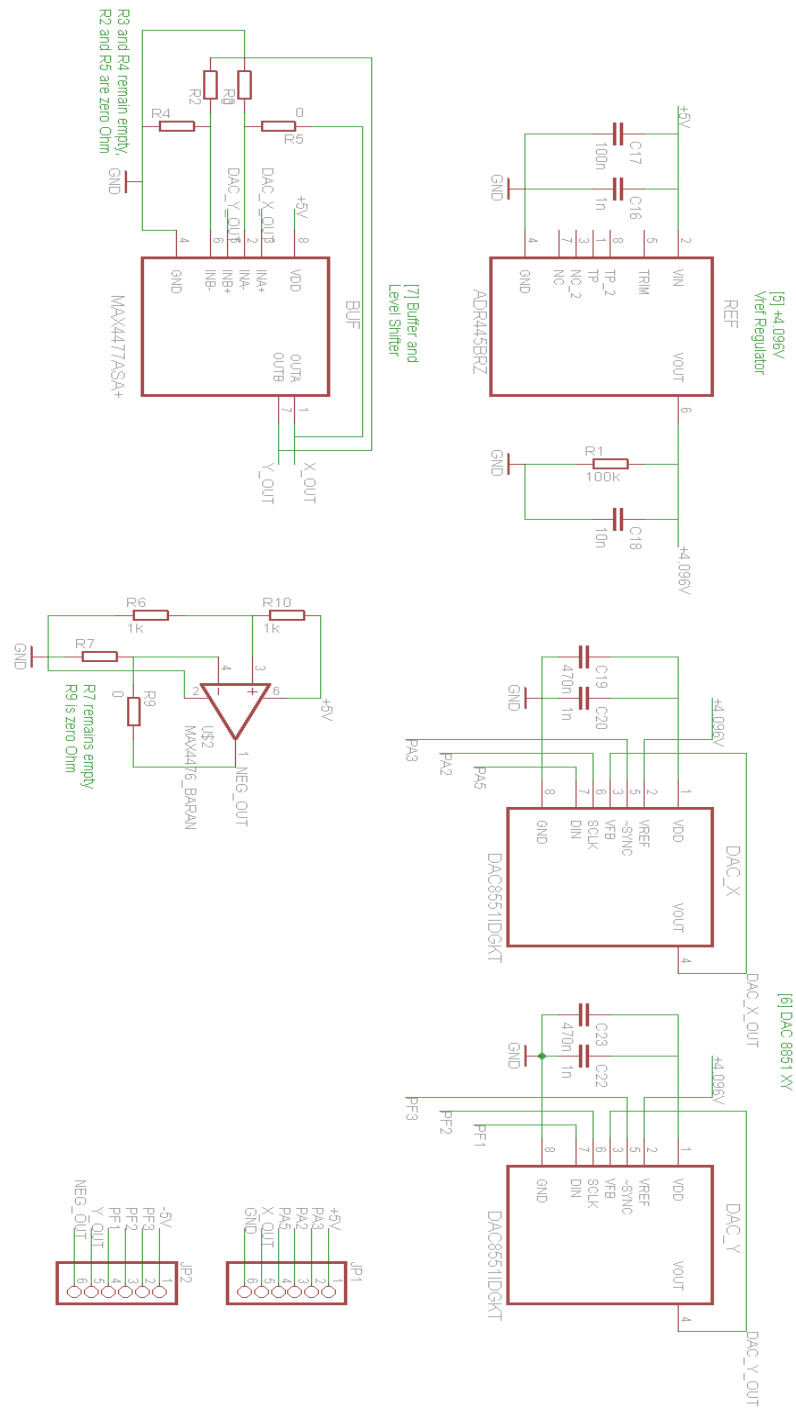 [5] +4.096V
Vref Regulator
REF
+5V
C17
100n
C16
1n
2
VIN
5
TRIM
8
TP_2
1
TP
3
NC_2
7
NC
4
GND
VOUT
6
ADR445BRZ
GND
R1
100k
C18
10n
GND
+4.096V
[6] DAC 8851 XY
DAC_X
+4.096V
C19
470n
C20
1n
GND
PA3
PA2
PA5
1
VDD
2
VREF
5
~SYNC
3
VFB
6
SCLK
7
DIN
8
GND
VOUT
4
DAC8551IDGKT
DAC_X_OUT
DAC_Y
+4.096V
C23
470n
C22
1n
GND
PF3
PF2
PF1
1
VDD
2
VREF
5
~SYNC
3
VFB
6
SCLK
7
DIN
8
GND
VOUT
4
DAC8551IDGKT
DAC_Y_OUT
[7] Buffer and
Level Shifter
BUF
R3 and R4 remain empty,
R2 and R5 are zero Ohm
R2
R4
0
R5
GND
+5V
DAC_X_OUT
DAC_Y_OUT
8
VDD
INA+
2
INA-
INB+
6
INB-
4
GND
OUTA
1
OUTB
7
MAX4477ASA+
X_OUT
Y_OUT
R6
1k
R10
1k
R7
R9
0
GND
+5V
4
3
2
6
1
U$2
MAX4476_BARAN
NEG_OUT
R7 remains empty
R9 is zero Ohm
JP1
+5V
PA3
PA2
PA5
X_OUT
GND
1
2
3
4
5
6
JP2
-5V
PF3
PF2
PF1
Y_OUT
NEG_OUT
1
2
3
4
5
6